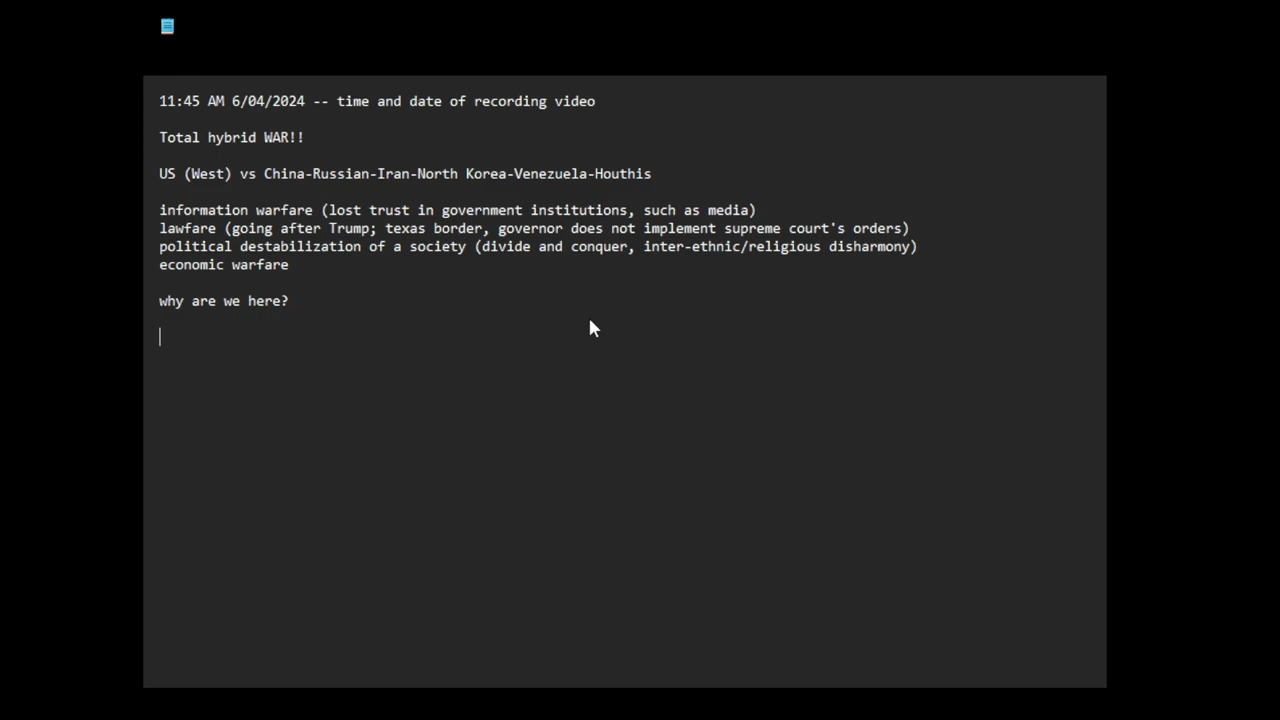 11:45 AM 6/04/2024 -- time and date of recording video
Total hybrid WAR!!
US (West) vs China-Russian-Iran-North Korea-Venezuela-Houthis
information warfare (lost trust in government institutions, such as media)
lawfare (going after Trump; texas border, governor does not implement supreme court's orders)
political destabilization of a society (divide and conquer, inter-ethnic/religious disharmony)
economic warfare
why are we here?